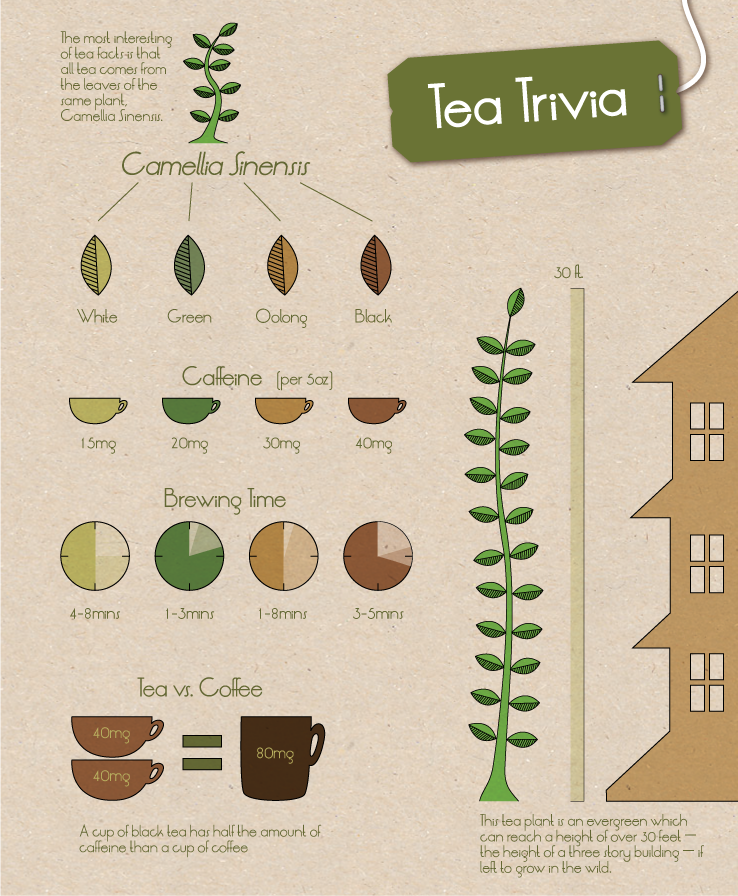 The most interesting
of tea facts is that
all tea comes from
the leaves of the
same plant,
Camellia Sinensis.
Tea Trivia
Camellia Sinensis
White Green Oolong Black
Caffeine (per 5oz)
15mg 20mg 30mg 40mg
Brewing Time
4-8mins 1-3mins 1-8mins 3-5mins
Tea vs. Coffee
40mg
40mg
80mg
A cup of black tea has half the amount of
caffeine than a cup of coffee
30 ft.
This tea plant is an evergreen which
can reach a height of over 30 feet —
the height of a three story building — if
left to grow in the wild.